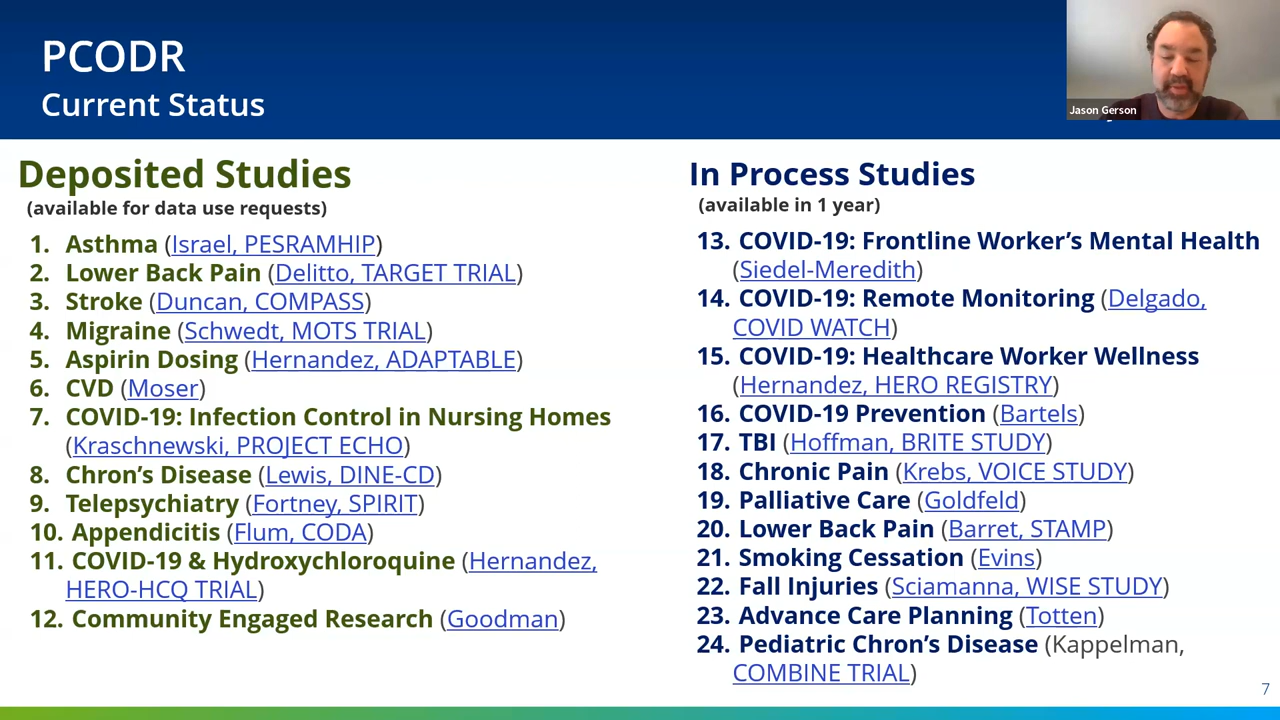 PCODR
Current Status
Jason Gerson
Deposited Studies
(available for data use requests)
1. Asthma (Israel, PESRAMHIP)
2. Lower Back Pain (Delitto, TARGET TRIAL)
3. Stroke (Duncan, COMPASS)
4. Migraine (Schwedt, MOTS TRIAL)
5. Aspirin Dosing (Hernandez, ADAPTABLE)
6. CVD (Moser)
7. COVID-19: Infection Control in Nursing Homes
(Kraschnewski, PROJECT ECHO)
8. Chron's Disease (Lewis, DINE-CD)
9. Telepsychiatry (Fortney, SPIRIT)
10. Appendicitis (Flum, CODA)
11. COVID-19 & Hydroxychloroquine (Hernandez,
HERO-HCQ TRIAL)
12. Community Engaged Research (Goodman)
In Process Studies
(available in 1 year)
13. COVID-19: Frontline Worker's Mental Health
(Siedel-Meredith)
14. COVID-19: Remote Monitoring (Delgado,
COVID WATCH)
15. COVID-19: Healthcare Worker Wellness
(Hernandez, HERO REGISTRY)
16. COVID-19 Prevention (Bartels)
17. TBI (Hoffman, BRITE STUDY)
18. Chronic Pain (Krebs, VOICE STUDY)
19. Palliative Care (Goldfeld)
20. Lower Back Pain (Barret, STAMP)
21. Smoking Cessation (Evins)
22. Fall Injuries (Sciamanna, WISE STUDY)
23. Advance Care Planning (Totten)
24. Pediatric Chron's Disease (Kappelman,
COMBINE TRIAL)
7